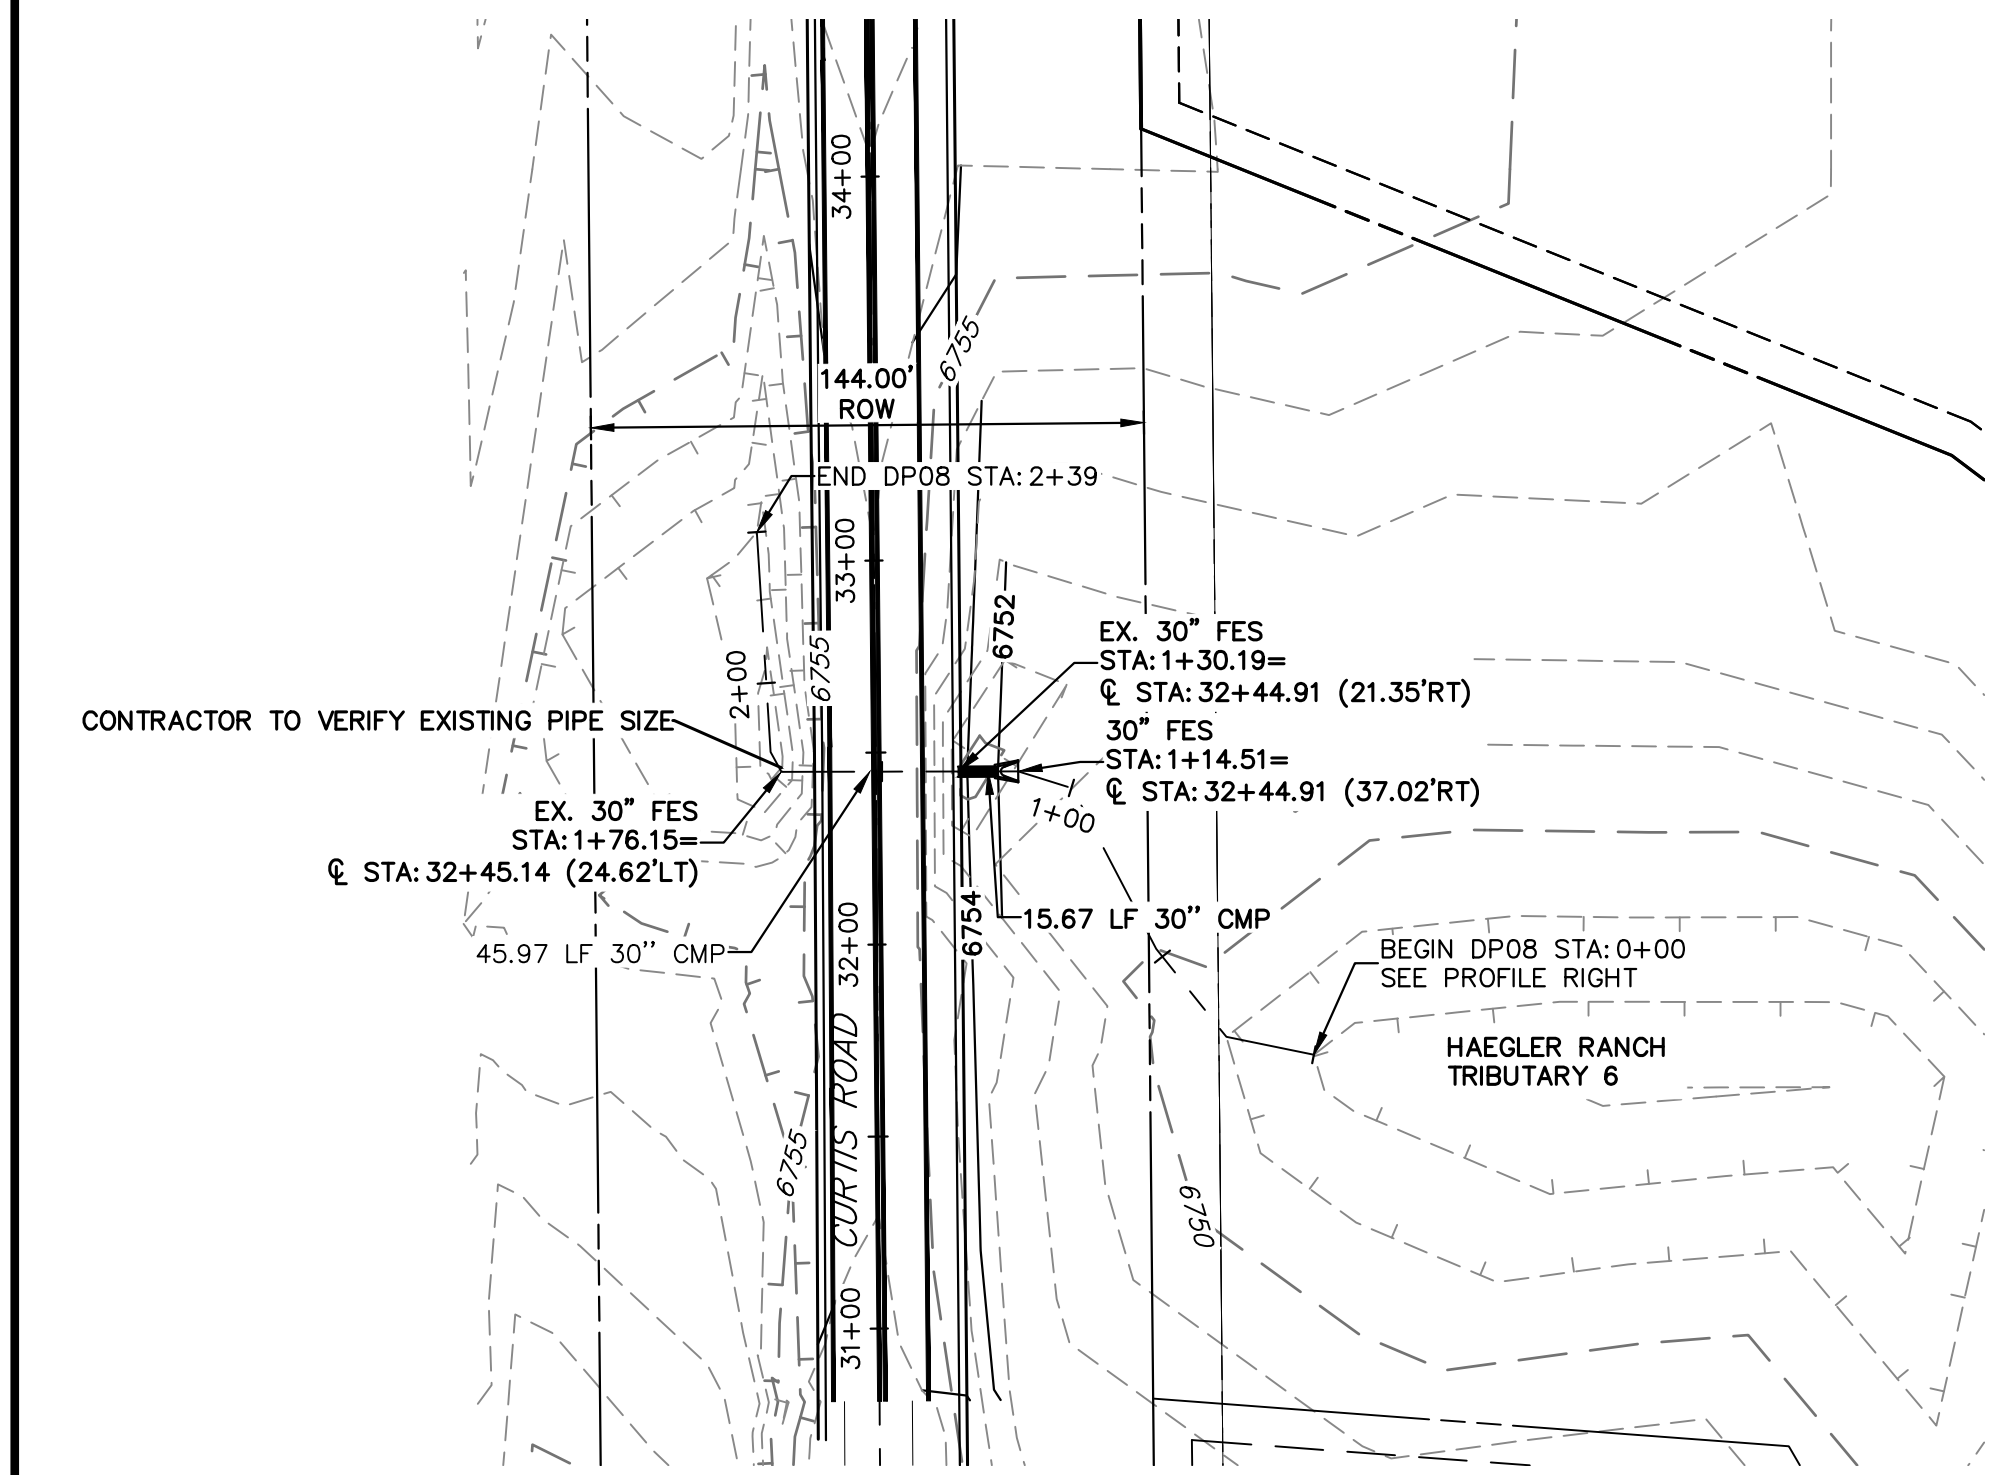 34+00
6755
144.00'
ROW
END DP08 STA: 2+39
33+00
6752
EX. 30" FES
STA: 1+30.19=
℄ STA: 32+44.91 (21.35'RT)
6755
2+00
CONTRACTOR TO VERIFY EXISTING PIPE SIZE
30" FES
STA: 1+14.51=
℄ STA: 32+44.91 (37.02'RT)
1+00
EX. 30" FES
STA: 1+76.15=
℄ STA: 32+45.14 (24.62'LT)
6754
15.67 LF 30" CMP
32+00
45.97 LF 30" CMP
BEGIN DP08 STA: 0+00
SEE PROFILE RIGHT
HAEGLER RANCH
TRIBUTARY 6
CURTIS ROAD
6755
6750
31+00